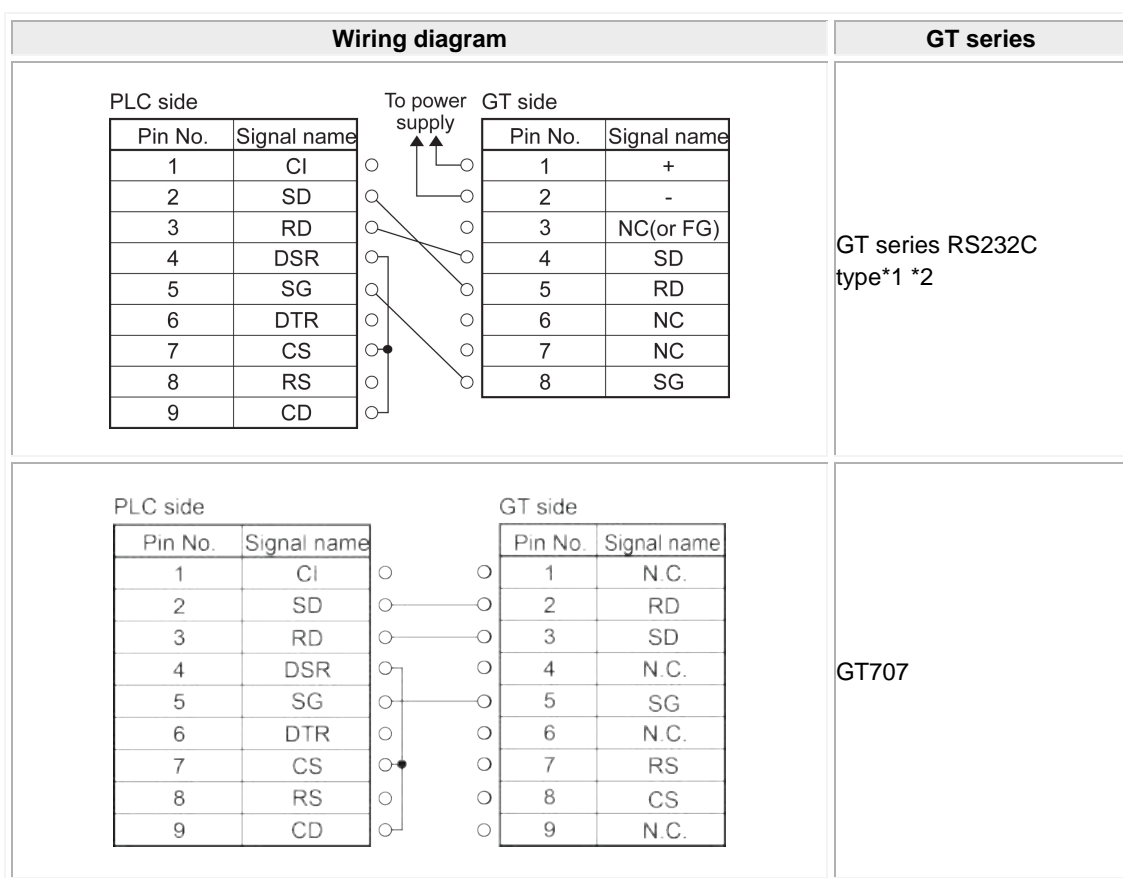 Wiring diagram GT series
PLC side To power supply GT side
Pin No. Signal name Pin No. Signal name
1 CI 1 +
2 SD 2 -
3 RD 3 NC(or FG)
4 DSR 4 SD
5 SG 5 RD
6 DTR 6 NC
7 CS 7 NC
8 RS 8 SG
9 CD
GT series RS232C
type*1 *2
PLC side GT side
Pin No. Signal name Pin No. Signal name
1 CI 1 N.C.
2 SD 2 RD
3 RD 3 SD
4 DSR 4 N.C.
5 SG 5 SG
6 DTR 6 N.C.
7 CS 7 RS
8 RS 8 CS
9 CD 9 N.C.
GT707